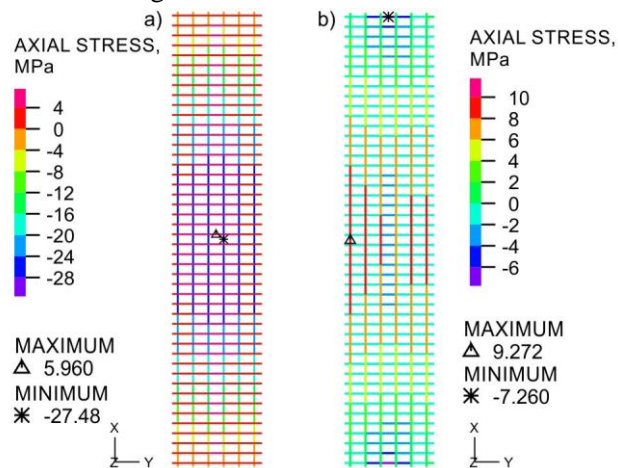 a)
AXIAL STRESS,
MPa
4
0
-4
-8
-12
-16
-20
-24
-28
MAXIMUM
5.960
MINIMUM
-27.48
X
Z Y
b)
AXIAL STRESS,
MPa
10
8
6
4
2
0
-2
-4
-6
MAXIMUM
9.272
MINIMUM
-7.260
X
Z Y